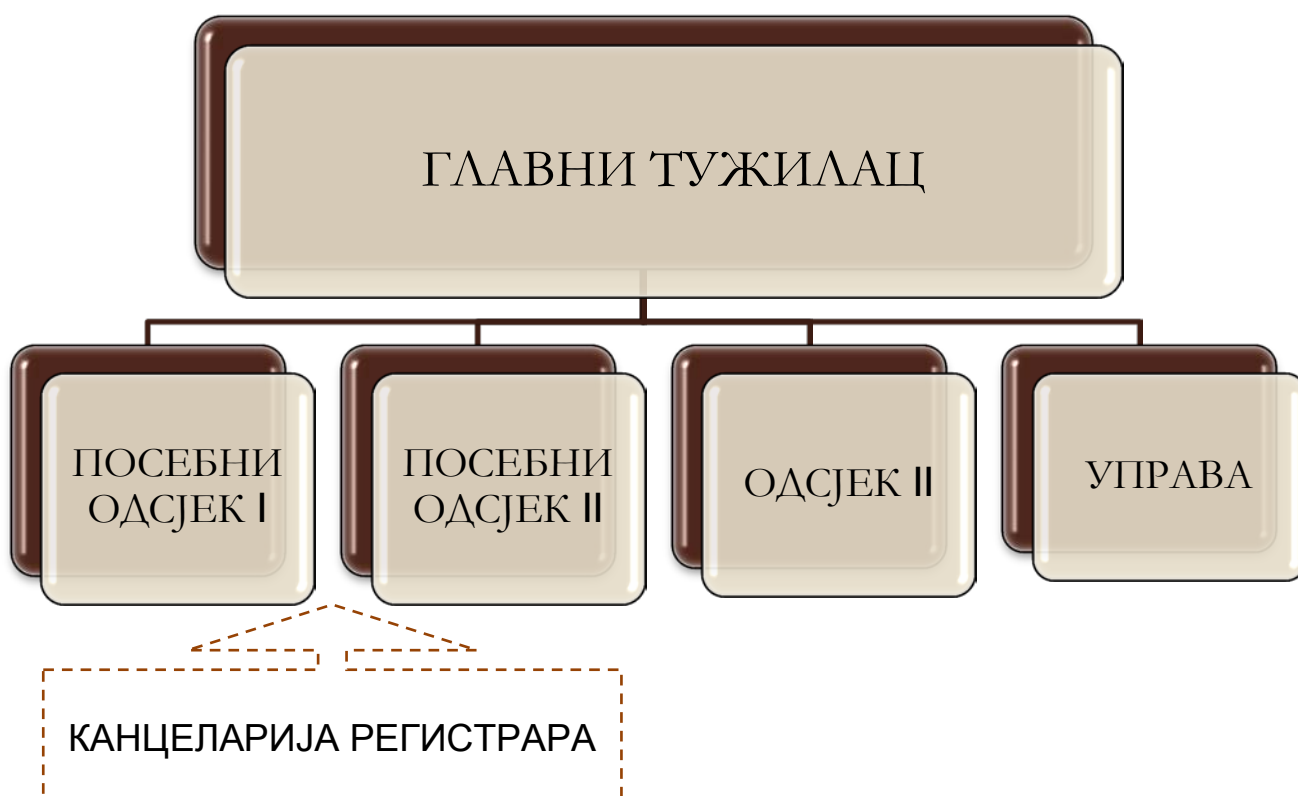 ГЛАВНИ ТУЖИЛАЦ
ПОСЕБНИ
ОДСЈЕК I
ПОСЕБНИ
ОДСЈЕК II
ОДСЈЕК II
УПРАВА
КАНЦЕЛАРИЈА РЕГИСТРАРА